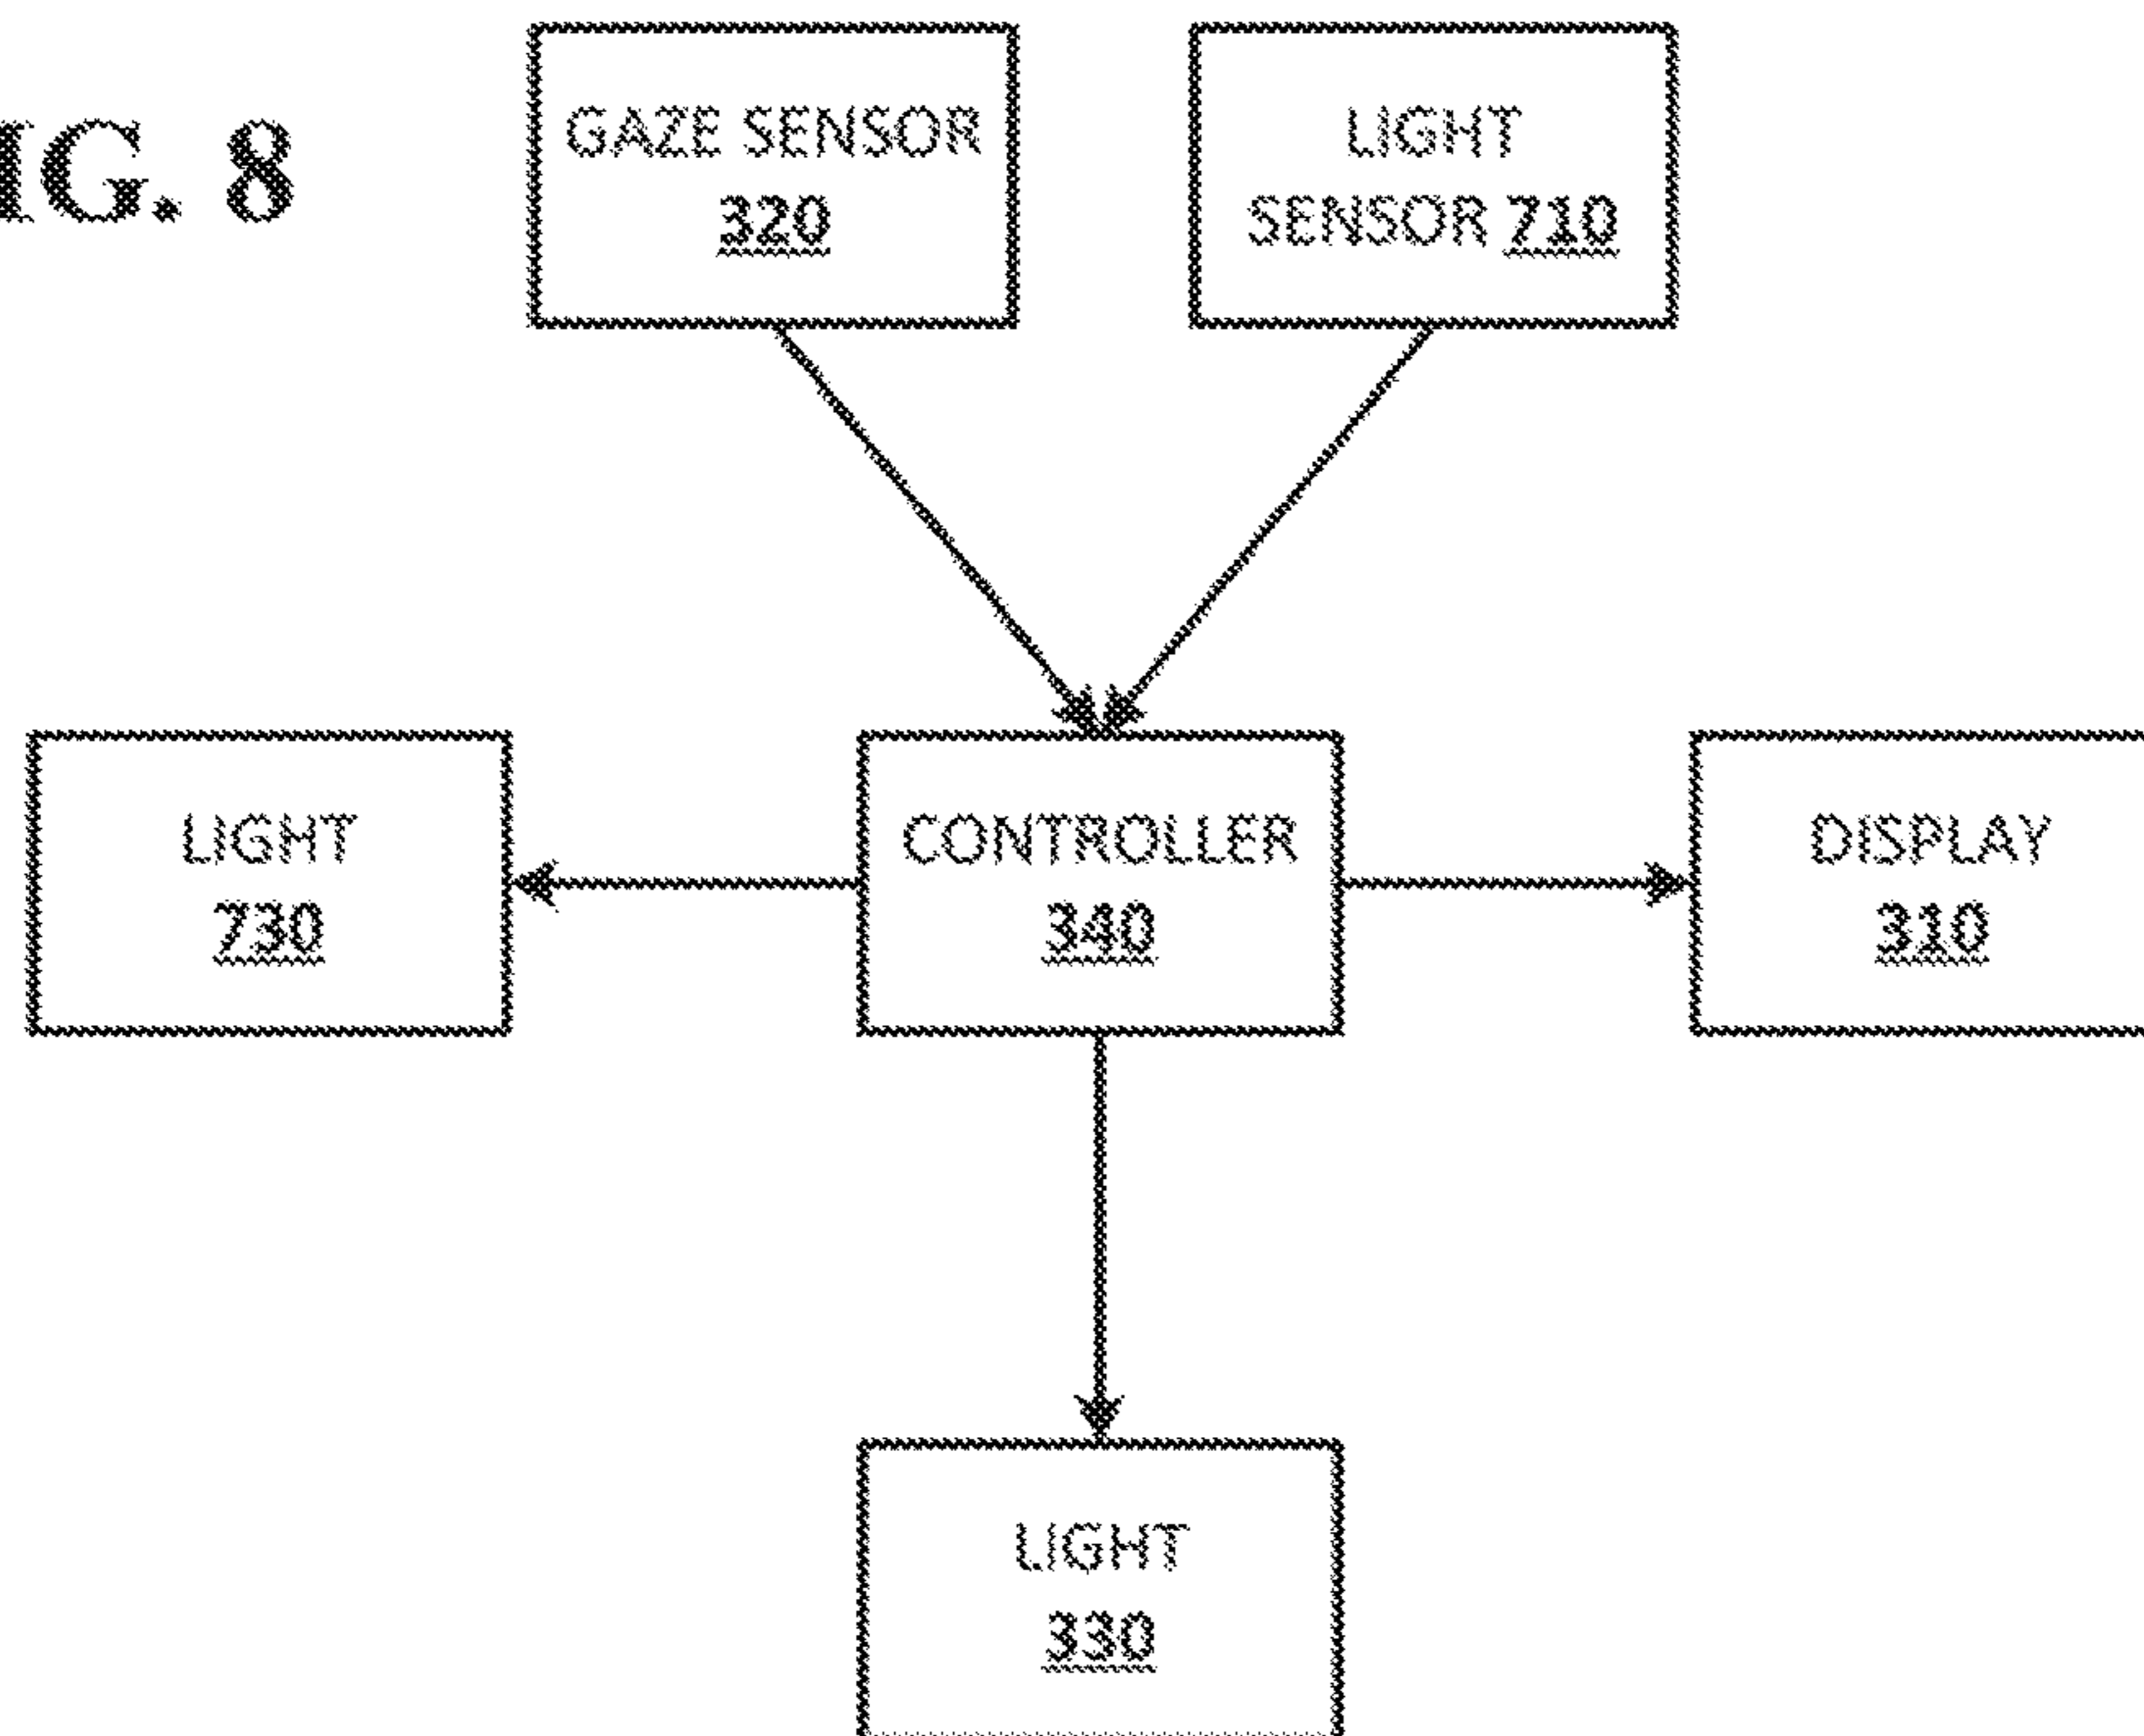 IG. 8
GAZE SENSOR
320
LIGHT
SENSOR 710
LIGHT
730
CONTROLLER
340
DISPLAY
310
LIGHT
330